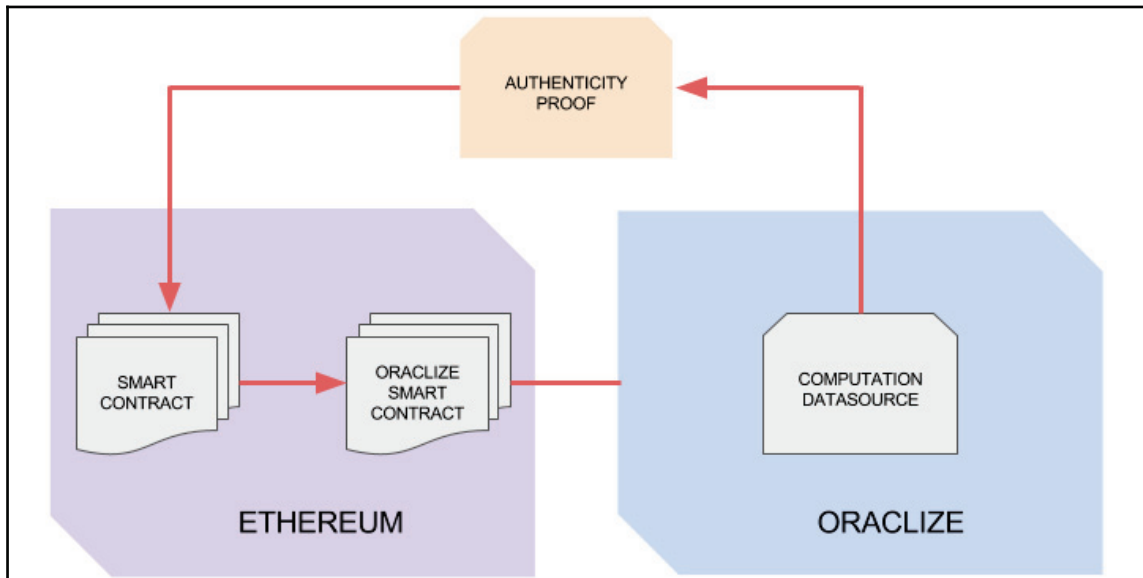 AUTHENTICITY
PROOF
SMART
CONTRACT
ORACLIZE
SMART
CONTRACT
COMPUTATION
DATASOURCE
ETHEREUM
ORACLIZE